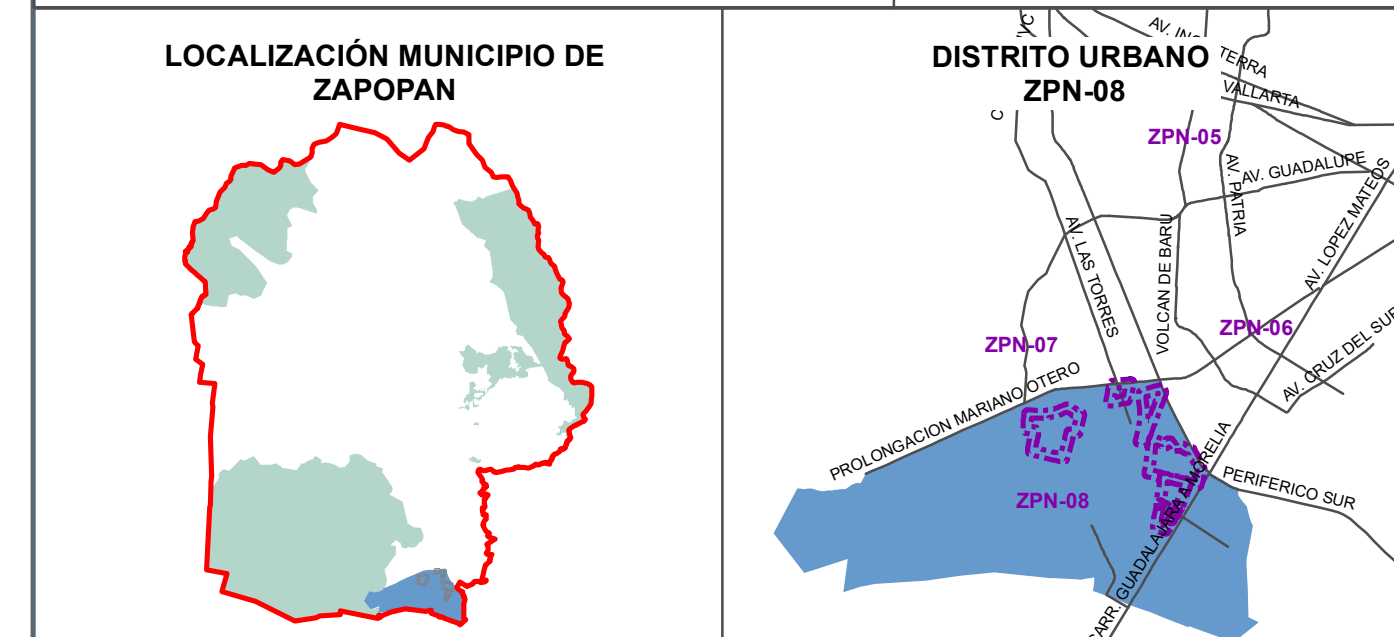 LOCALIZACIÓN MUNICIPIO DE
ZAPOPAN
DISTRITO URBANO
ZPN-08
VALLARTA
ZPN-05
AV. GUADALUPE
AV. PATRIA
AV. LOPEZ MATEOS
AV. LAS TORRES
VOLCAN DE BARU
ZPN-06
ZPN-07
AV. CRUZ DEL SUR
PROLONGACION MARIANO OTERO
ZPN-08
PERIFERICO SUR
CARR. GUADALAJARA A MORELIA